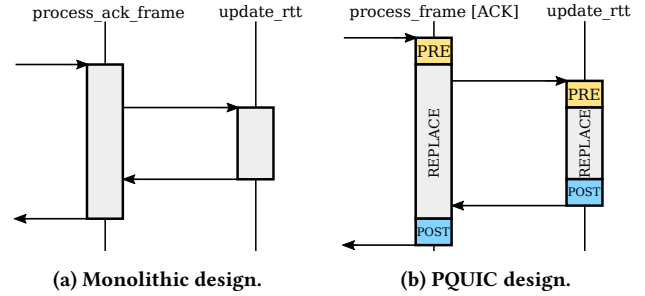 process_ack_frame update_rtt
process_frame [ACK] update_rtt
PRE
PRE
REPLACE
REPLACE
POST
POST
(a) Monolithic design.
(b) PQUIC design.